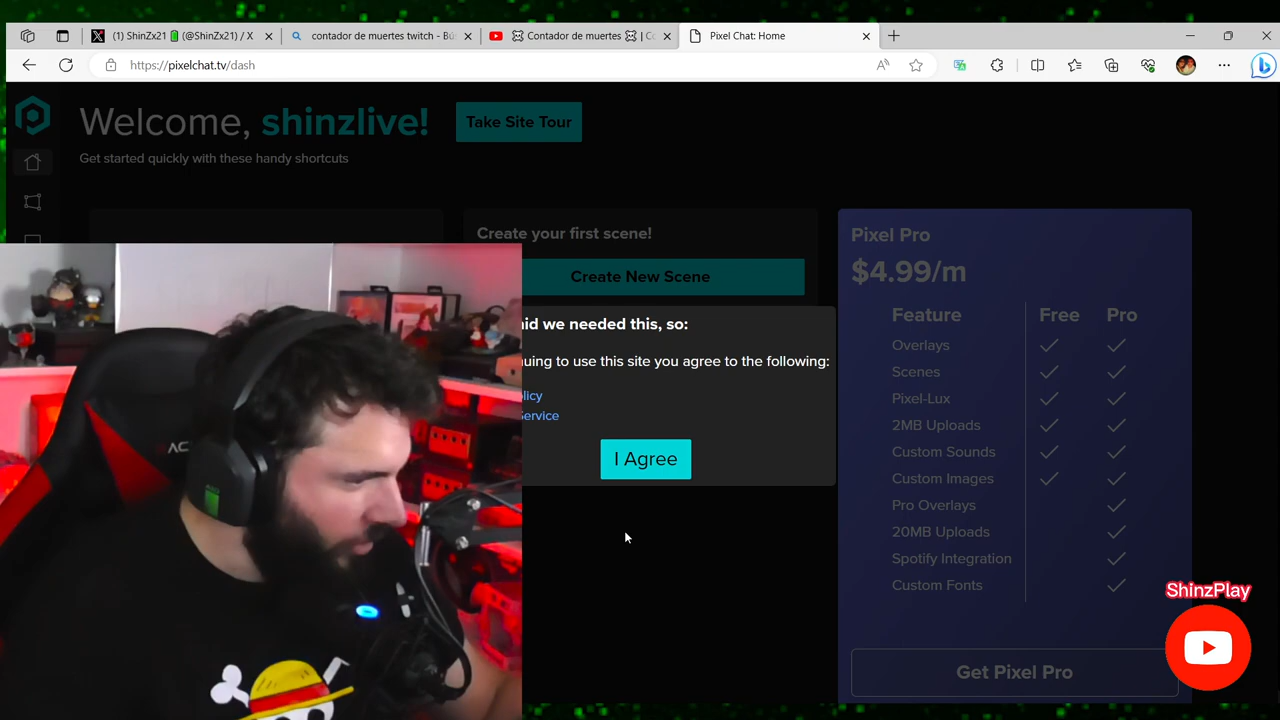 (1) ShinZx21 (@ShinZx21) / X
contador de muertes twitch - Bú
Contador de muertes | Co
Pixel Chat: Home
https://pixelchat.tv/dash
Welcome, shinzlive!
Take Site Tour
Get started quickly with these handy shortcuts
Create your first scene!
Create New Scene
aid we needed this, so:
nuing to use this site you agree to the following:
olicy
Service
I Agree
Pixel Pro
$4.99/m
Feature Free Pro
Overlays
Scenes
Pixel-Lux
2MB Uploads
Custom Sounds
Custom Images
Pro Overlays
20MB Uploads
Spotify Integration
Custom Fonts
Get Pixel Pro
ShinzPlay